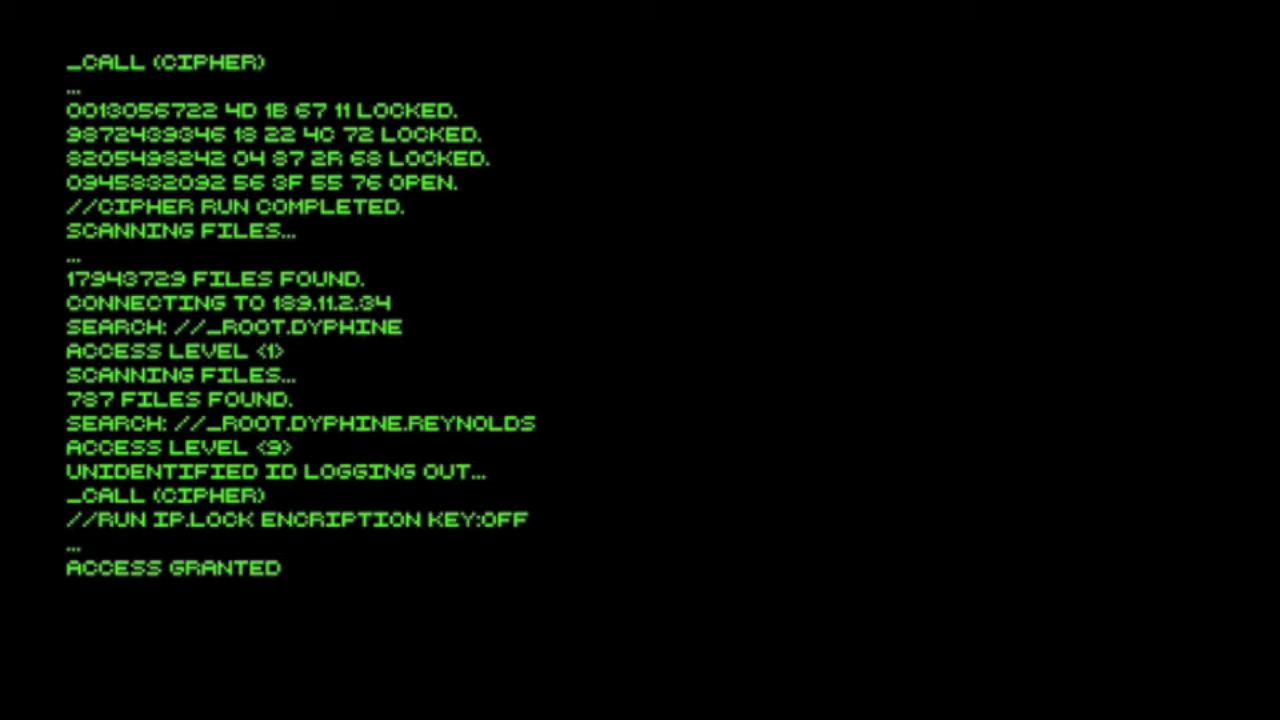 _CALL (CIPHER)
...
0013056722 4D 1B 67 11 LOCKED.
9872439346 18 22 4C 72 LOCKED.
8205498242 04 87 2R 68 LOCKED.
0945832092 56 3F 55 76 OPEN.
//CIPHER RUN COMPLETED.
SCANNING FILES...
...
17943729 FILES FOUND.
CONNECTING TO 189.11.2.34
SEARCH: //_ROOT.DYPHINE
ACCESS LEVEL <1>
SCANNING FILES...
787 FILES FOUND.
SEARCH: //_ROOT.DYPHINE.REYNOLDS
ACCESS LEVEL <9>
UNIDENTIFIED ID LOGGING OUT...
_CALL (CIPHER)
//RUN IP.LOCK ENCRIPTION KEY:OFF
...
ACCESS GRANTED